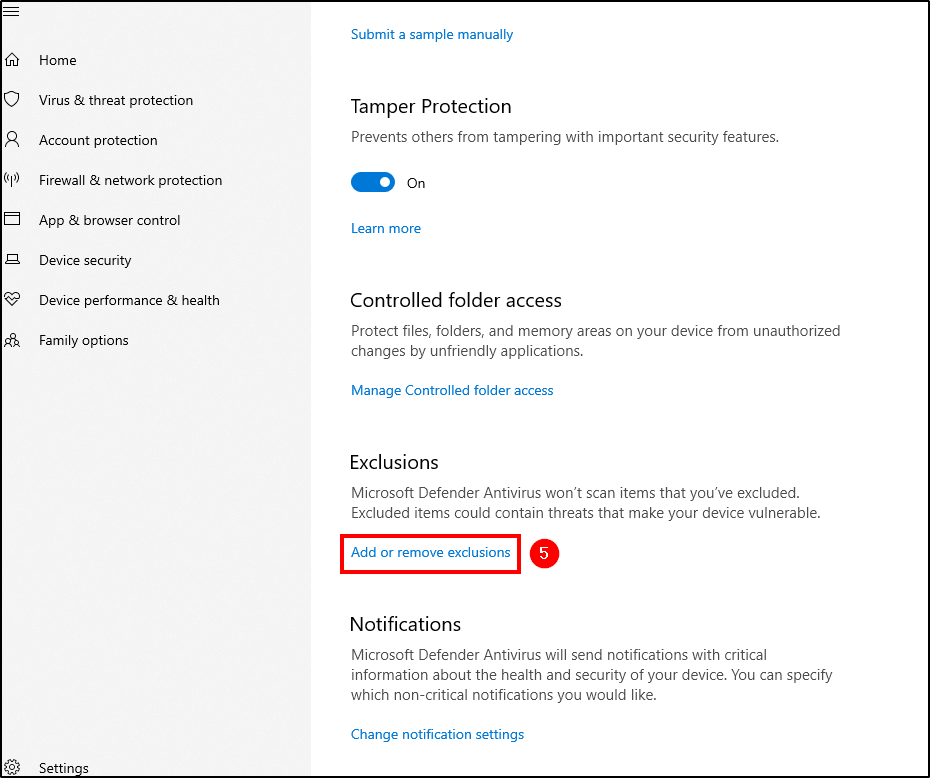 Home
Virus & threat protection
Account protection
Firewall & network protection
App & browser control
Device security
Device performance & health
Family options
Settings
Submit a sample manually
Tamper Protection
Prevents others from tampering with important security features.
On
Learn more
Controlled folder access
Protect files, folders, and memory areas on your device from unauthorized
changes by unfriendly applications.
Manage Controlled folder access
Exclusions
Microsoft Defender Antivirus won’t scan items that you’ve excluded.
Excluded items could contain threats that make your device vulnerable.
Add or remove exclusions
5
Notifications
Microsoft Defender Antivirus will send notifications with critical
information about the health and security of your device. You can specify
which non-critical notifications you would like.
Change notification settings